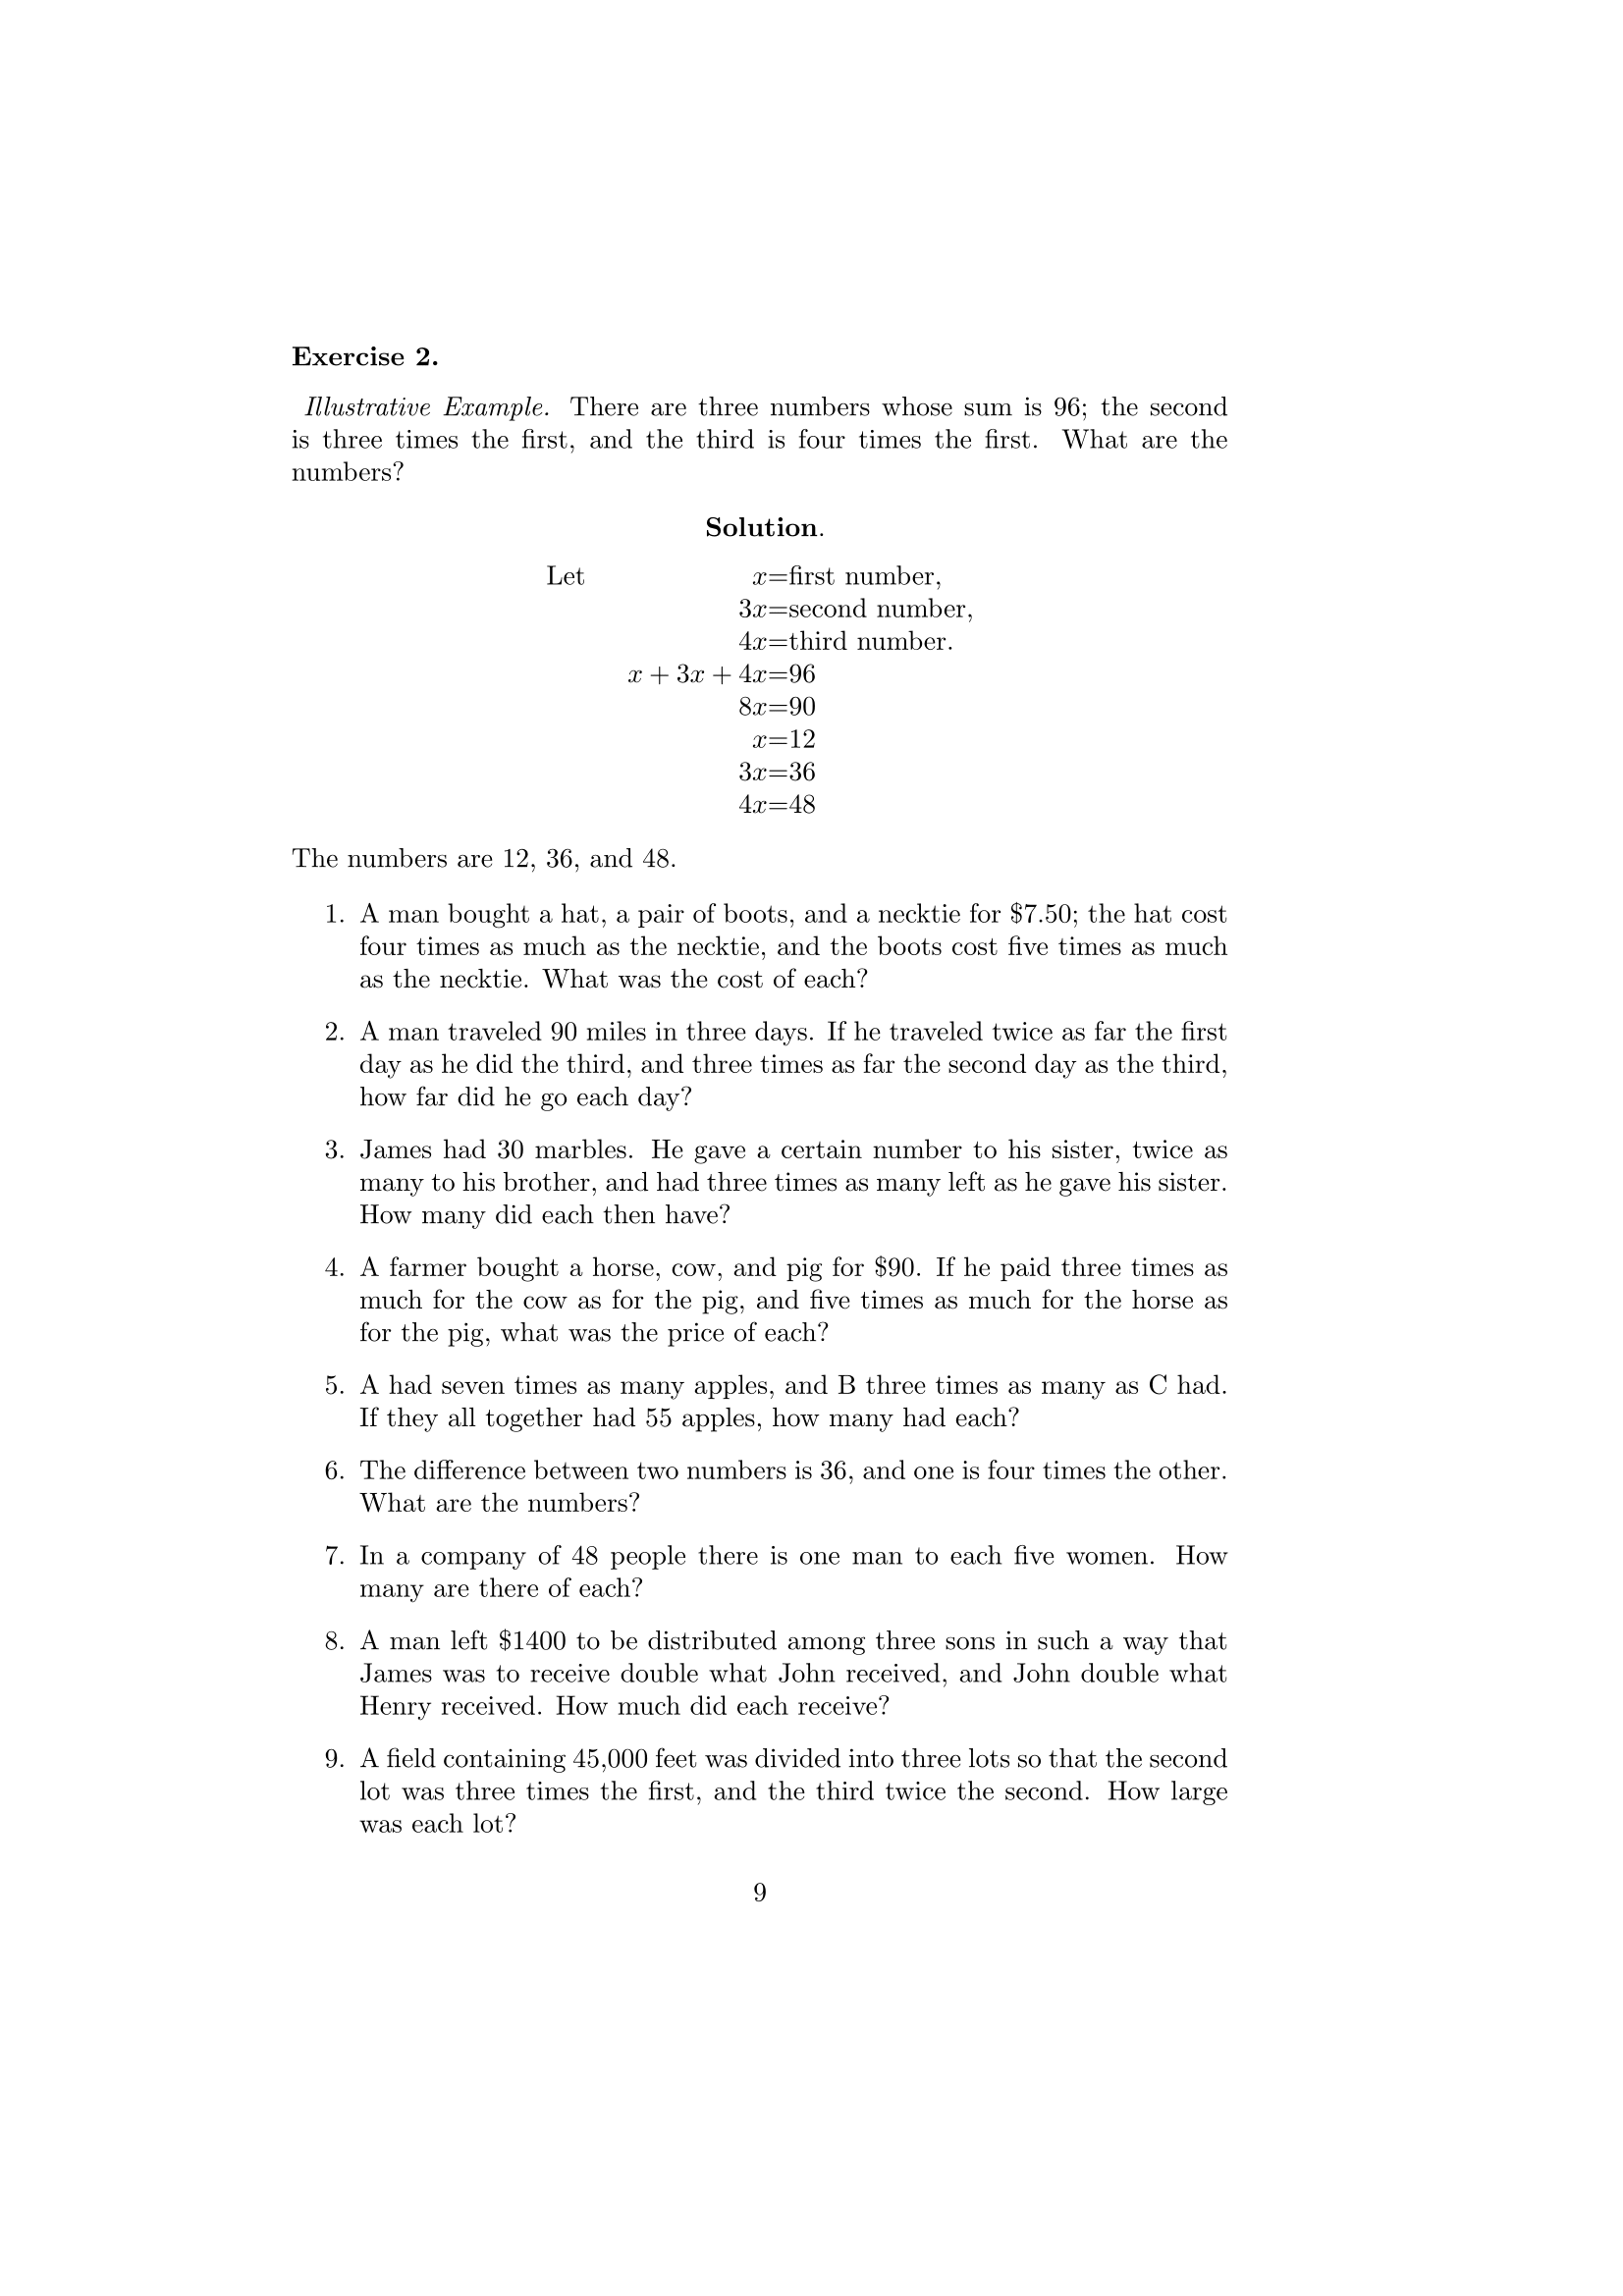 Exercise 2.
Illustrative Example. There are three numbers whose sum is 96; the second
is three times the first, and the third is four times the first. What are the
numbers?
Solution.
Let x=first number,
3x=second number,
4x=third number.
x + 3x + 4x=96
8x=90
x=12
3x=36
4x=48
The numbers are 12, 36, and 48.
1. A man bought a hat, a pair of boots, and a necktie for $7.50; the hat cost
four times as much as the necktie, and the boots cost five times as much
as the necktie. What was the cost of each?
2. A man traveled 90 miles in three days. If he traveled twice as far the first
day as he did the third, and three times as far the second day as the third,
how far did he go each day?
3. James had 30 marbles. He gave a certain number to his sister, twice as
many to his brother, and had three times as many left as he gave his sister.
How many did each then have?
4. A farmer bought a horse, cow, and pig for $90. If he paid three times as
much for the cow as for the pig, and five times as much for the horse as
for the pig, what was the price of each?
5. A had seven times as many apples, and B three times as many as C had.
If they all together had 55 apples, how many had each?
6. The difference between two numbers is 36, and one is four times the other.
What are the numbers?
7. In a company of 48 people there is one man to each five women. How
many are there of each?
8. A man left $1400 to be distributed among three sons in such a way that
James was to receive double what John received, and John double what
Henry received. How much did each receive?
9. A field containing 45,000 feet was divided into three lots so that the second
lot was three times the first, and the third twice the second. How large
was each lot?
9